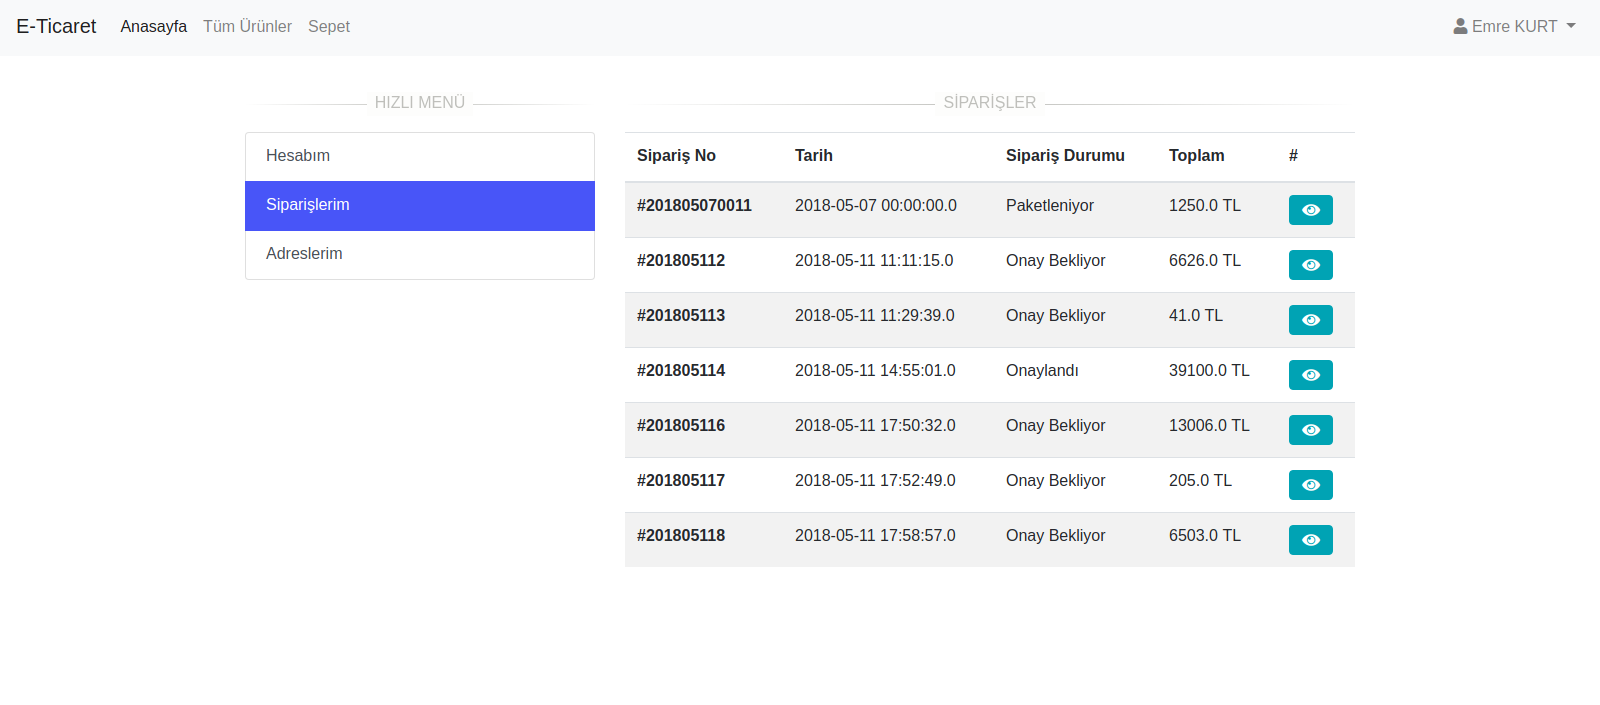 E-Ticaret Anasayfa Tüm Ürünler Sepet Emre KURT
HIZLI MENÜ
Hesabım
Siparişlerim
Adreslerim
SİPARİŞLER
Sipariş No Tarih Sipariş Durumu Toplam #
#201805070011 2018-05-07 00:00:00.0 Paketleniyor 1250.0 TL
#201805112 2018-05-11 11:11:15.0 Onay Bekliyor 6626.0 TL
#201805113 2018-05-11 11:29:39.0 Onay Bekliyor 41.0 TL
#201805114 2018-05-11 14:55:01.0 Onaylandı 39100.0 TL
#201805116 2018-05-11 17:50:32.0 Onay Bekliyor 13006.0 TL
#201805117 2018-05-11 17:52:49.0 Onay Bekliyor 205.0 TL
#201805118 2018-05-11 17:58:57.0 Onay Bekliyor 6503.0 TL